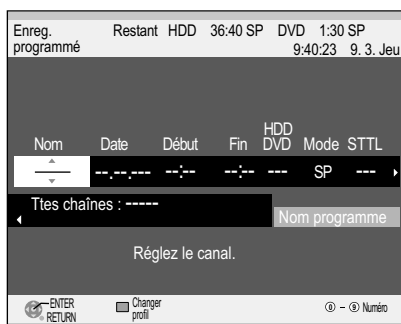 Enreg. programmé Restant HDD 36:40 SP DVD 1:30 SP
9:40:23 9. 3. Jeu
Nom Date Début Fin HDD DVD Mode STTL
--.--.--- --:-- --:-- --- SP ---
Ttes chaînes : -----
Nom programme
Réglez le canal.
ENTER
RETURN
Changer profil
0 – 9 Numéro